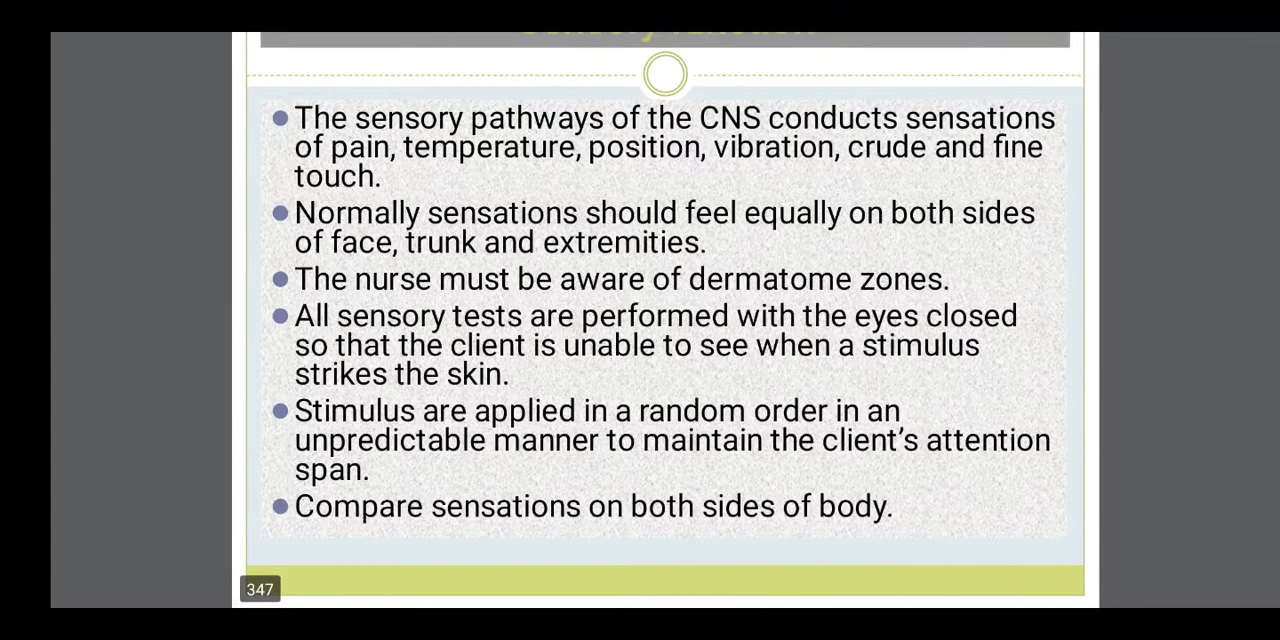 The sensory pathways of the CNS conducts sensations
of pain, temperature, position, vibration, crude and fine
touch.
Normally sensations should feel equally on both sides
of face, trunk and extremities.
The nurse must be aware of dermatome zones.
All sensory tests are performed with the eyes closed
so that the client is unable to see when a stimulus
strikes the skin.
Stimulus are applied in a random order in an
unpredictable manner to maintain the client’s attention
span.
Compare sensations on both sides of body.
347